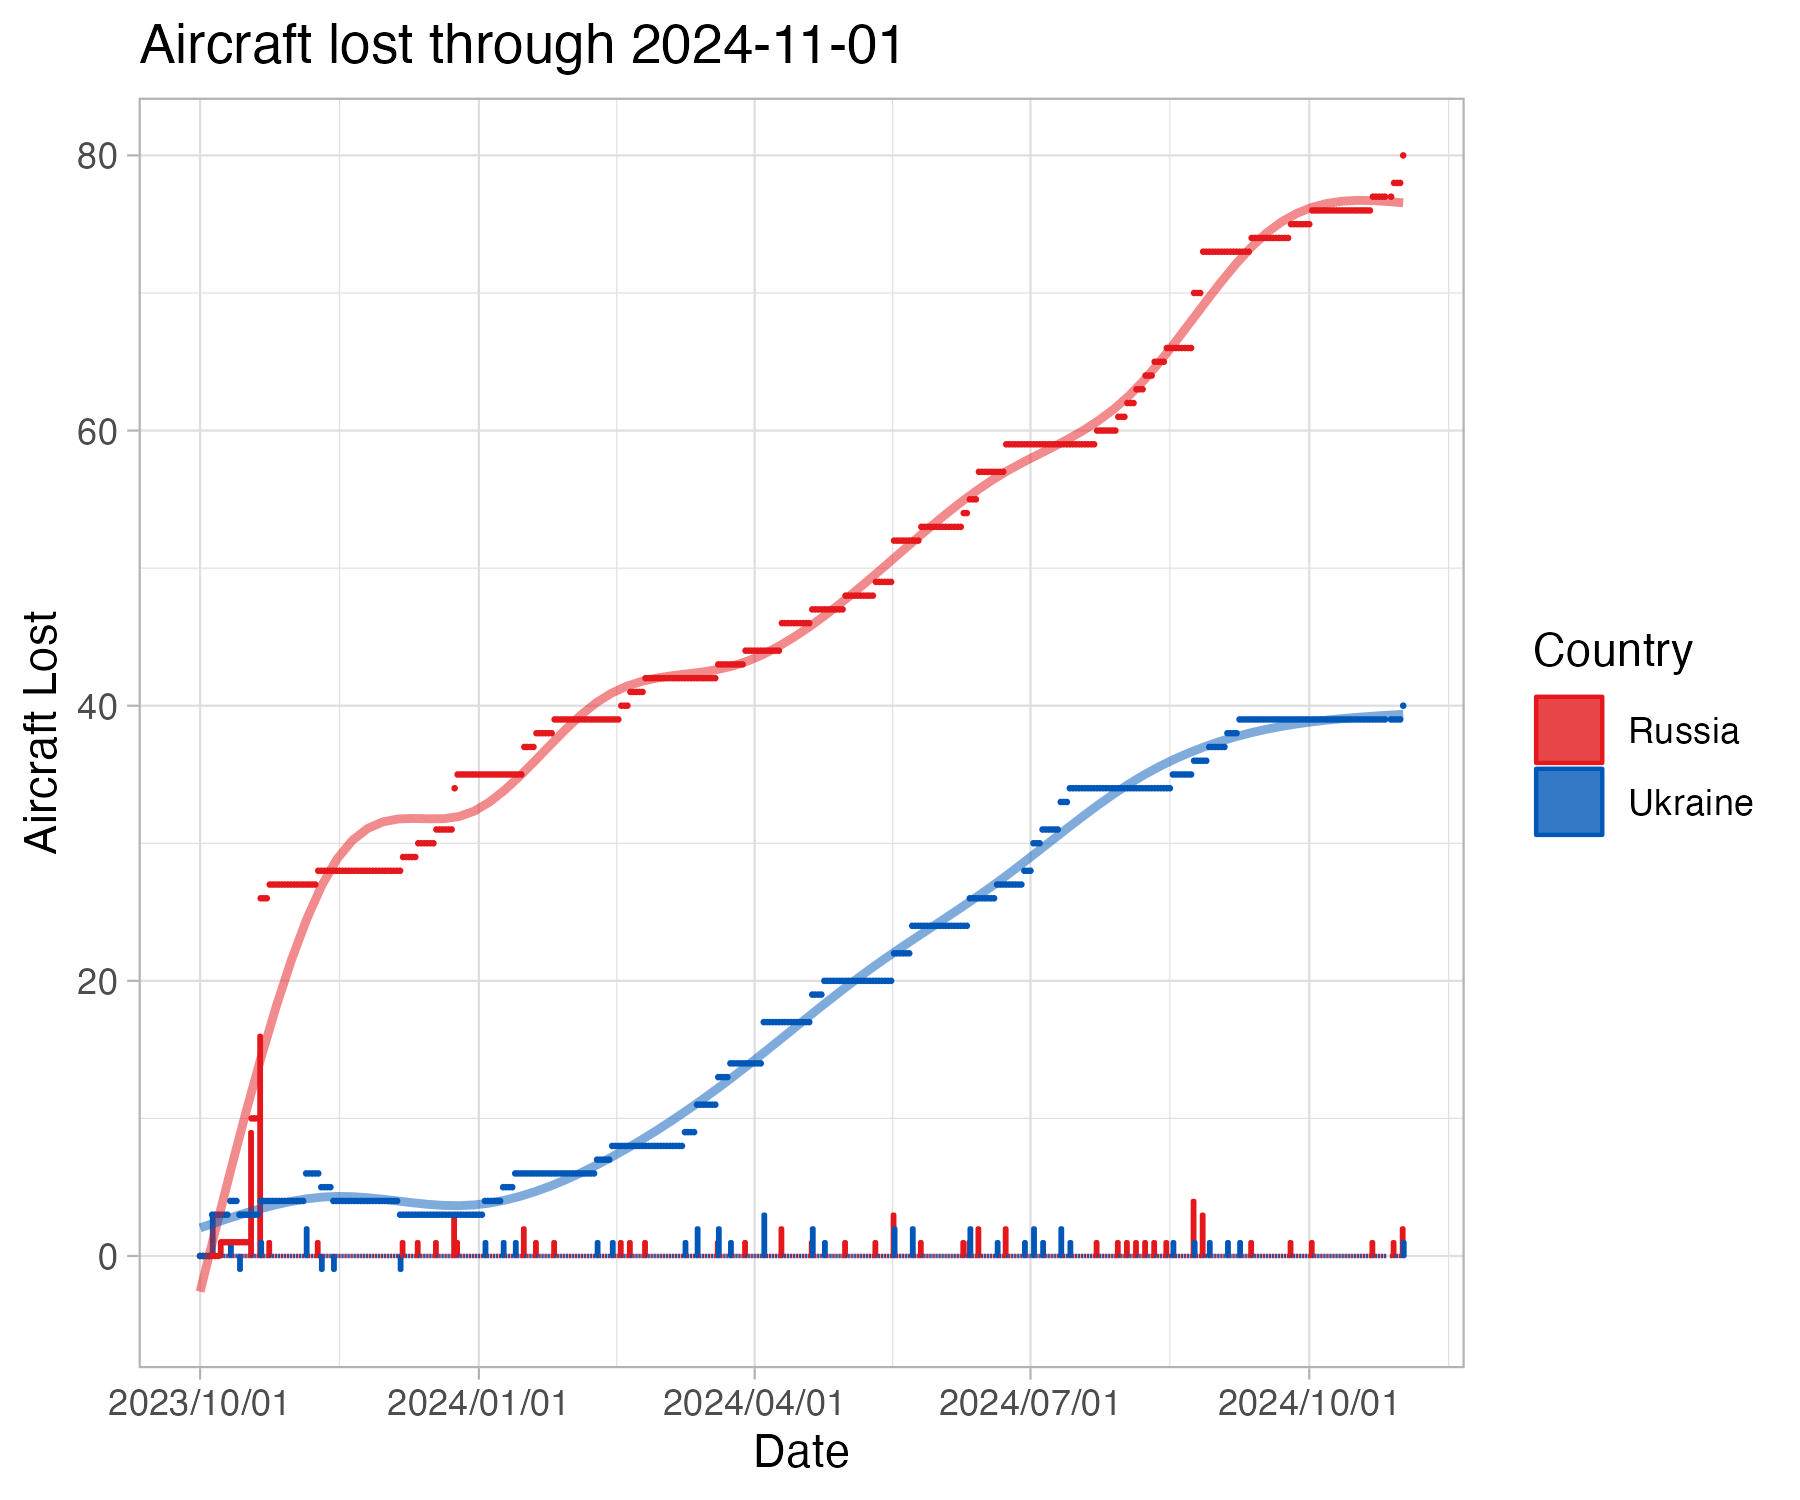 Aircraft lost through 2024-11-01
Aircraft Lost
80
60
40
20
0
2023/10/01 2024/01/01 2024/04/01 2024/07/01 2024/10/01
Date
Country
Russia
Ukraine